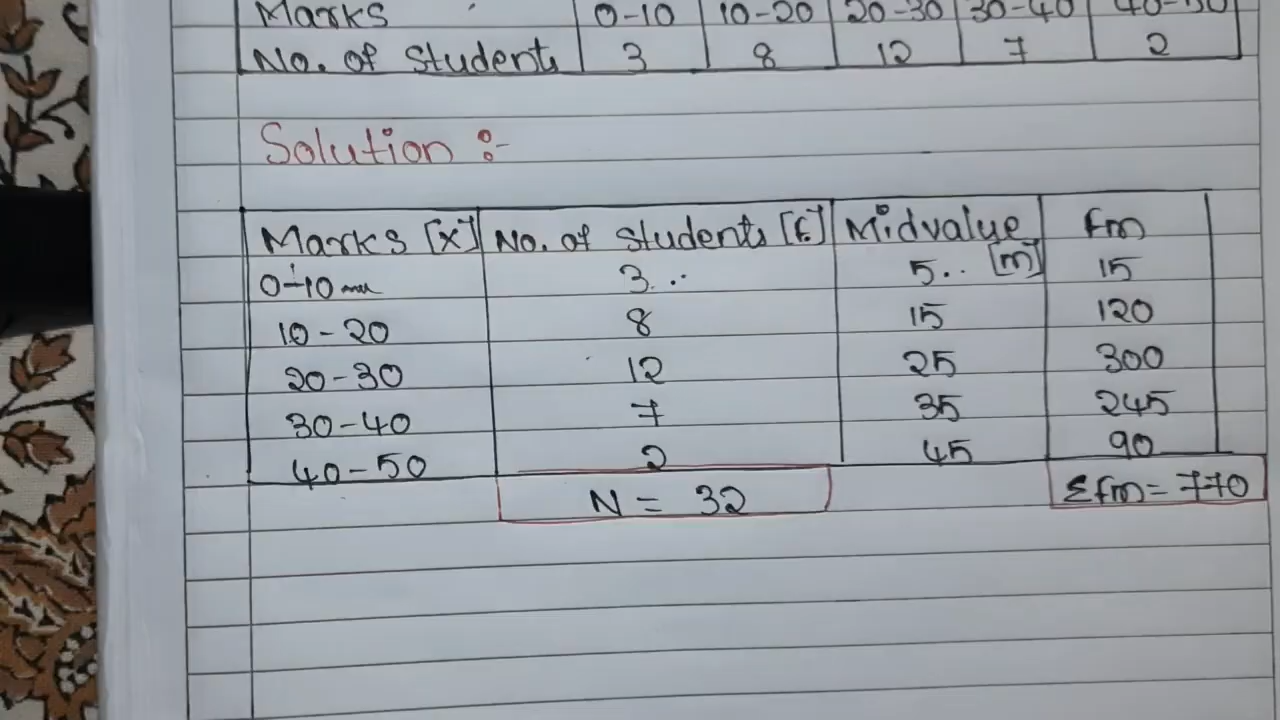 Marks 0-10 10-20 20-30 30-40 40-50
No. of Students 3 8 12 7 2
Solution :-
Marks [x] No. of Students [f] Midvalue [m] fm
0-10 3 5 15
10-20 8 15 120
20-30 12 25 300
30-40 7 35 245
40-50 2 45 90
N = 32 Σfm = 770